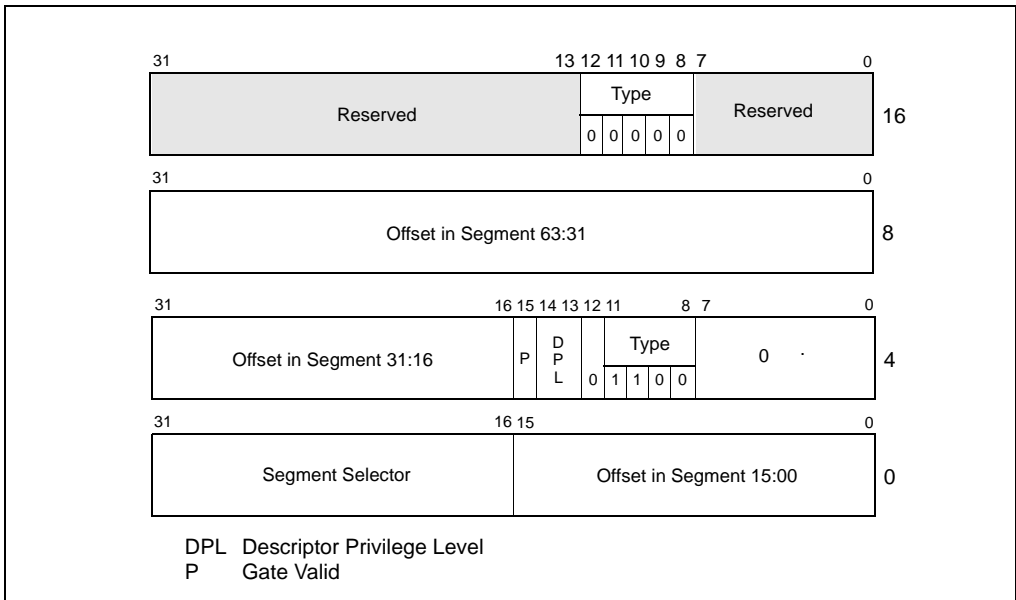 31 13 12 11 10 9 8 7 0
Type
Reserved Reserved 16
0 0 0 0 0
31 0
Offset in Segment 63:31 8
31 16 15 14 13 12 11 8 7 0
Offset in Segment 31:16 P D P L Type 0 . 4
0 1 1 0 0
31 16 15 0
Segment Selector Offset in Segment 15:00 0
DPL Descriptor Privilege Level
P Gate Valid